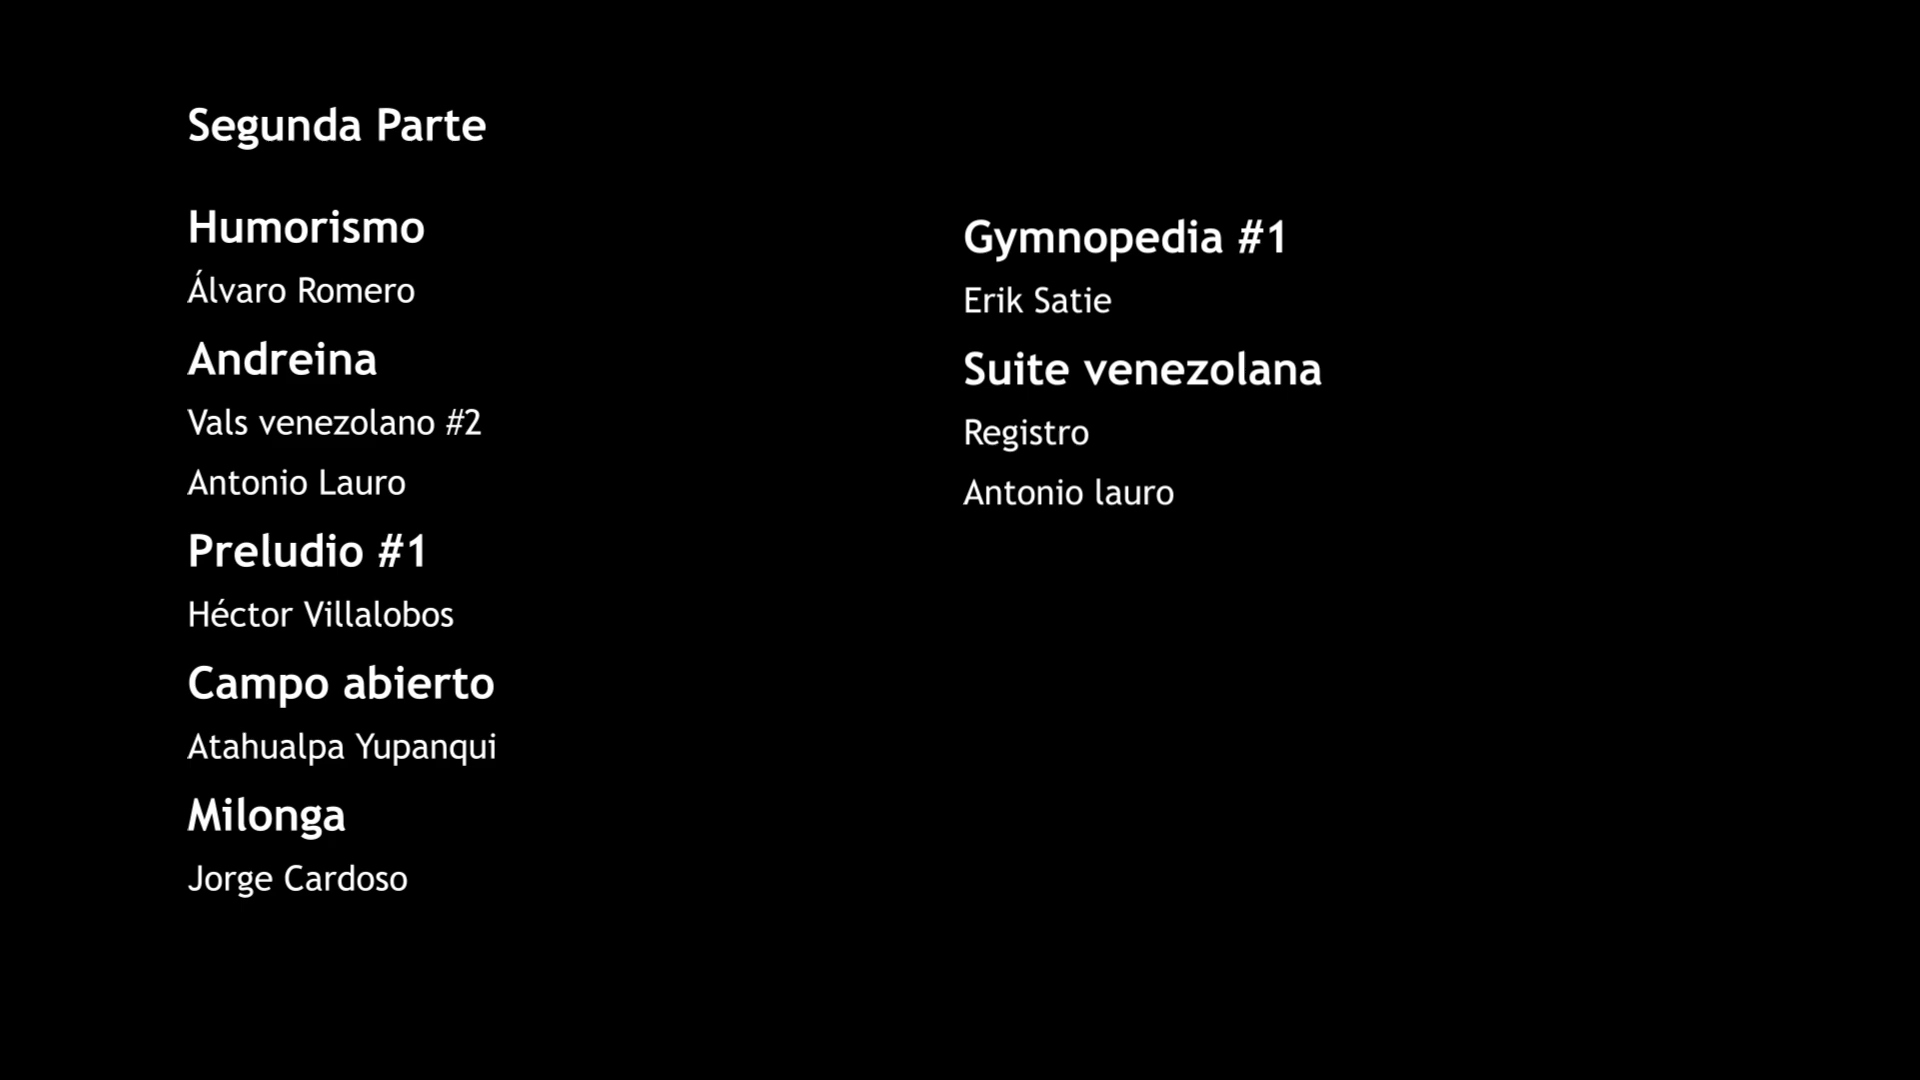 Segunda Parte
Humorismo
Álvaro Romero
Andreina
Vals venezolano #2
Antonio Lauro
Preludio #1
Héctor Villalobos
Campo abierto
Atahualpa Yupanqui
Milonga
Jorge Cardoso
Gymnopedia #1
Erik Satie
Suite venezolana
Registro
Antonio lauro